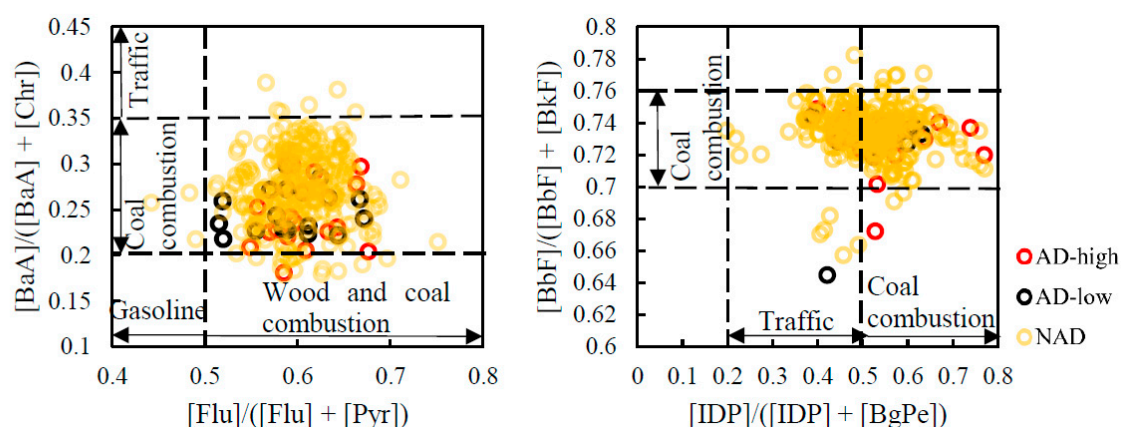 [BaA]/([BaA] + [Chr])
0.45
0.4
0.35
0.3
0.25
0.2
0.15
0.1
Traffic
Coal
combustion
Gasoline
Wood and coal
combustion
0.4 0.5 0.6 0.7 0.8
[Flu]/([Flu] + [Pyr])
[BbF]/([BbF] + [BkF])
0.8
0.78
0.76
0.74
0.72
0.7
0.68
0.66
0.64
0.62
0.6
Coal
combustion
Traffic
Coal
combustion
0 0.1 0.2 0.3 0.4 0.5 0.6 0.7 0.8
[IDP]/([IDP] + [BgPe])
AD-high
AD-low
NAD